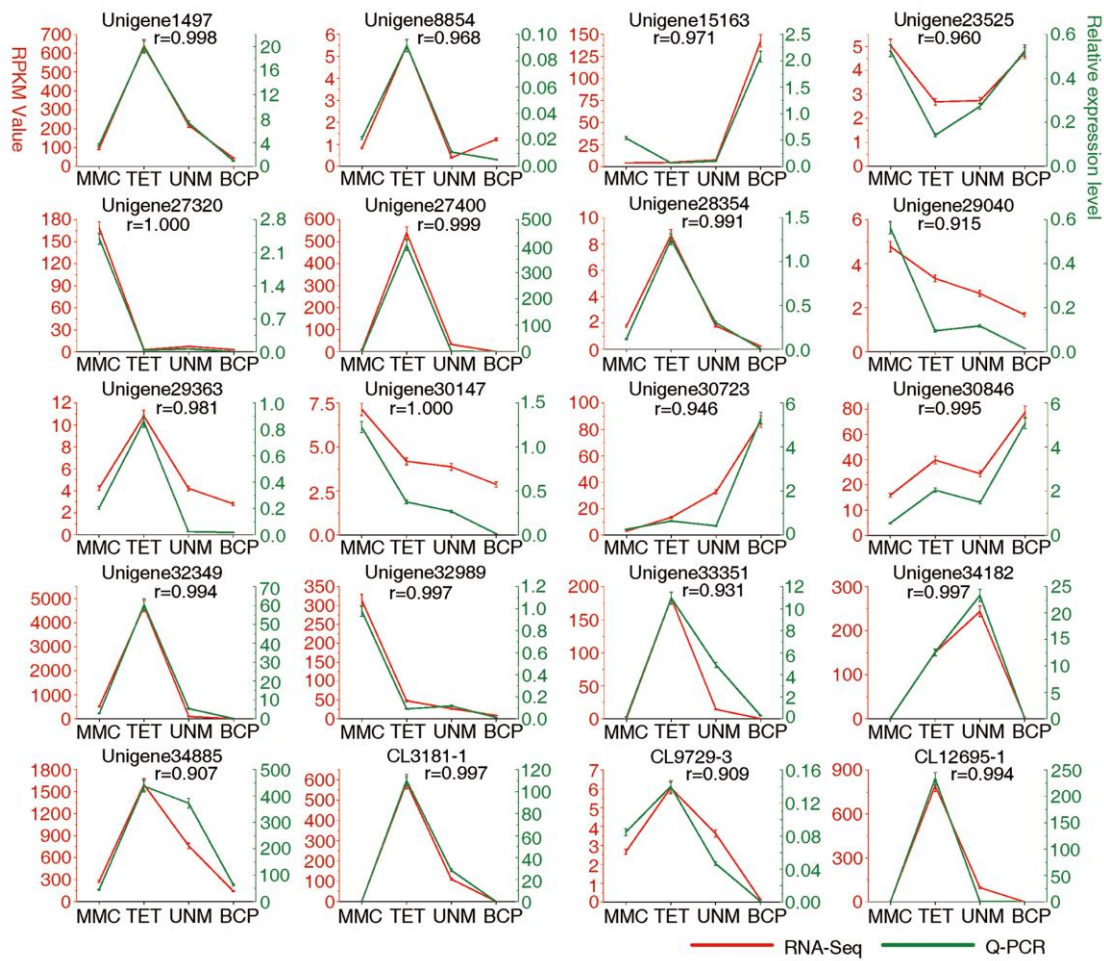 Unigene1497 Unigene8854 Unigene15163 Unigene23525
r=0.998 r=0.968 r=0.971 r=0.960
RPKM Value
Relative expression level
700 600 500 400 300 200 100 0
20 16 12 8 4 0
6 5 4 3 2 1 0
0.10 0.08 0.06 0.04 0.02 0.00
150 125 100 75 50 25 0
2.5 2.0 1.5 1.0 0.5 0.0
5 4 3 2 1 0
0.6 0.4 0.2 0.0
MMC TET UNM BCP MMC TET UNM BCP MMC TET UNM BCP MMC TET UNM BCP
Unigene27320 Unigene27400 Unigene28354 Unigene29040
r=1.000 r=0.999 r=0.991 r=0.915
180 150 120 90 60 30 0
2.8 2.1 1.4 0.7 0.0
600 500 400 300 200 100 0
500 400 300 200 100 0
10 8 6 4 2 0
1.5 1.0 0.5 0.0
6 4 2 0
0.6 0.4 0.2 0.0
MMC TET UNM BCP MMC TET UNM BCP MMC TET UNM BCP MMC TET UNM BCP
Unigene29363 Unigene30147 Unigene30723 Unigene30846
r=0.981 r=1.000 r=0.946 r=0.995
12 10 8 6 4 2 0
1.0 0.8 0.6 0.4 0.2 0.0
7.5 5.0 2.5 0.0
1.5 1.0 0.5 0.0
100 80 60 40 20 0
6 4 2 0
80 60 40 20 0
6 4 2 0
MMC TET UNM BCP MMC TET UNM BCP MMC TET UNM BCP MMC TET UNM BCP
Unigene32349 Unigene32989 Unigene33351 Unigene34182
r=0.994 r=0.997 r=0.931 r=0.997
5000 4000 3000 2000 1000 0
70 60 50 40 30 20 10 0
350 300 250 200 150 100 50 0
1.2 1.0 0.8 0.6 0.4 0.2 0.0
200 150 100 50 0
12 10 8 6 4 2 0
300 200 100 0
25 20 15 10 5 0
MMC TET UNM BCP MMC TET UNM BCP MMC TET UNM BCP MMC TET UNM BCP
Unigene34885 CL3181-1 CL9729-3 CL12695-1
r=0.907 r=0.997 r=0.909 r=0.994
1800 1500 1200 900 600 300 0
500 400 300 200 100 0
600 500 400 300 200 100 0
120 100 80 60 40 20 0
7 6 5 4 3 2 1 0
0.16 0.12 0.08 0.04 0.00
900 600 300 0
250 200 150 100 50 0
MMC TET UNM BCP MMC TET UNM BCP MMC TET UNM BCP MMC TET UNM BCP
RNA-Seq Q-PCR